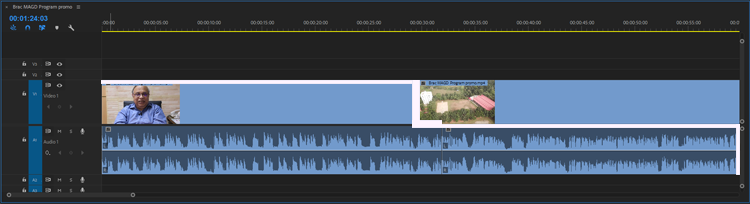 Brac MAGD Program promo
00:01:24:03
:00:00 00:00:05:00 00:00:10:00 00:00:15:00 00:00:20:00 00:00:25:00 00:00:30:00 00:00:35:00 00:00:40:00 00:00:45:00 00:00:50:00 00:00:55:00 00:0
V3
V2
V1 Brac MAGD Program promo.mp4
Video 1
A1 M S
Audio 1
A2 M S
A3 M S